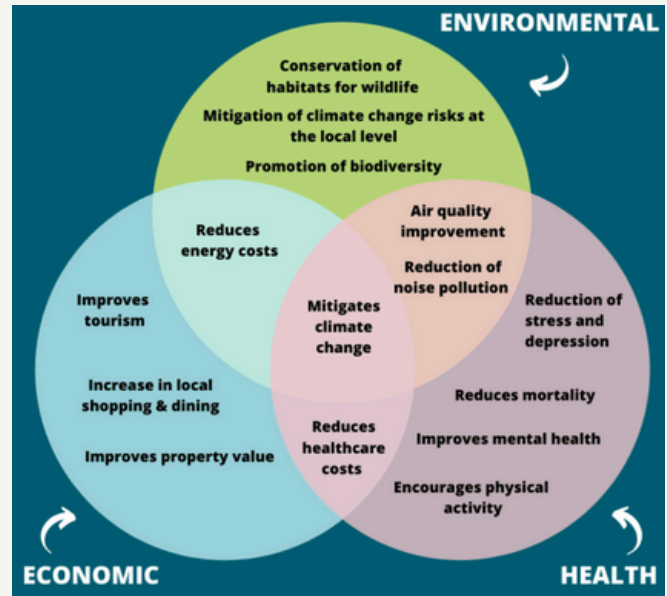 ENVIRONMENTAL
Conservation of
habitats for wildlife
Mitigation of climate change risks at
the local level
Promotion of biodiversity
Reduces
energy costs
Air quality
improvement
Reduction of
noise pollution
Improves
tourism
Mitigates
climate
change
Reduction of
stress and
depression
Increase in local
shopping & dining
Reduces mortality
Improves property value
Reduces
healthcare
costs
Improves mental health
Encourages physical
activity
ECONOMIC
HEALTH